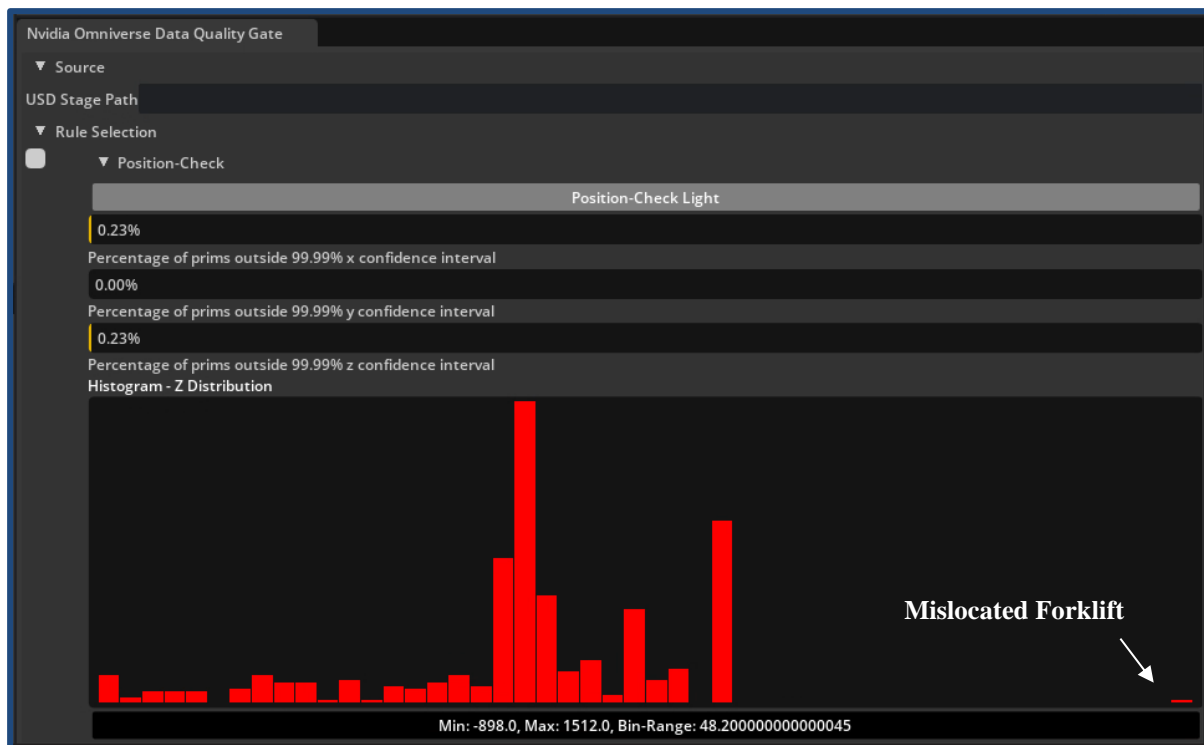 Nvidia Omniverse Data Quality Gate
Source
USD Stage Path
Rule Selection
Position-Check
Position-Check Light
0.23%
Percentage of prims outside 99.99% x confidence interval
0.00%
Percentage of prims outside 99.99% y confidence interval
0.23%
Percentage of prims outside 99.99% z confidence interval
Histogram - Z Distribution
Mislocated Forklift
Min: -898.0, Max: 1512.0, Bin-Range: 48.200000000000045